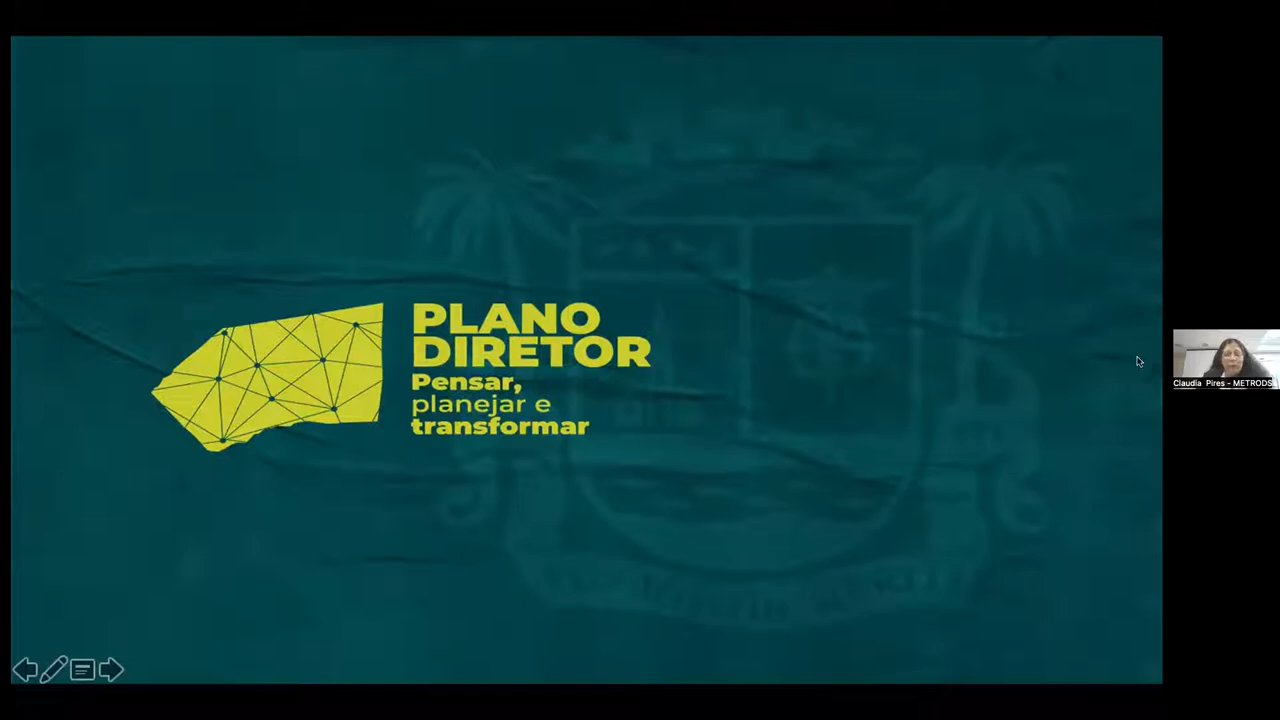 PLANO
DIRETOR
Pensar,
planejar e
transformar
Claudia Pires - METRODS